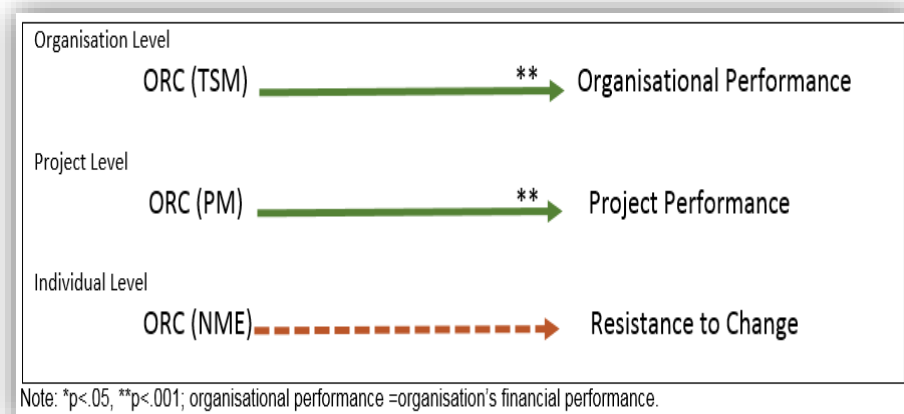 Organisation Level
ORC (TSM) ** Organisational Performance
Project Level
ORC (PM) ** Project Performance
Individual Level
ORC (NME) Resistance to Change
Note: *p<.05, **p<.001; organisational performance =organisation's financial performance.